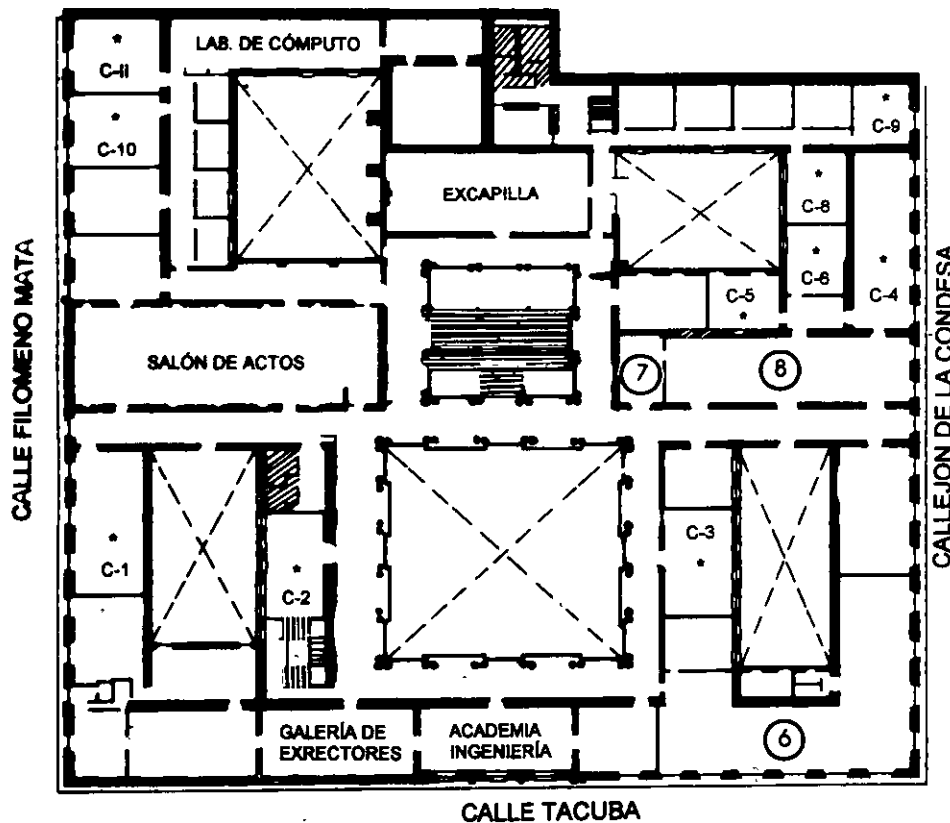 LAB. DE CÓMPUTO
*
C-11
*
C-10
*
C-9
EXCAPILLA
*
C-8
*
C-6
*
C-4
C-5
*
CALLE FILOMENO MATA
SALÓN DE ACTOS
7
8
CALLEJON DE LA CONDESA
*
C-1
*
C-2
C-3
*
GALERÍA DE
EXRECTORES
ACADEMIA
INGENIERÍA
6
CALLE TACUBA